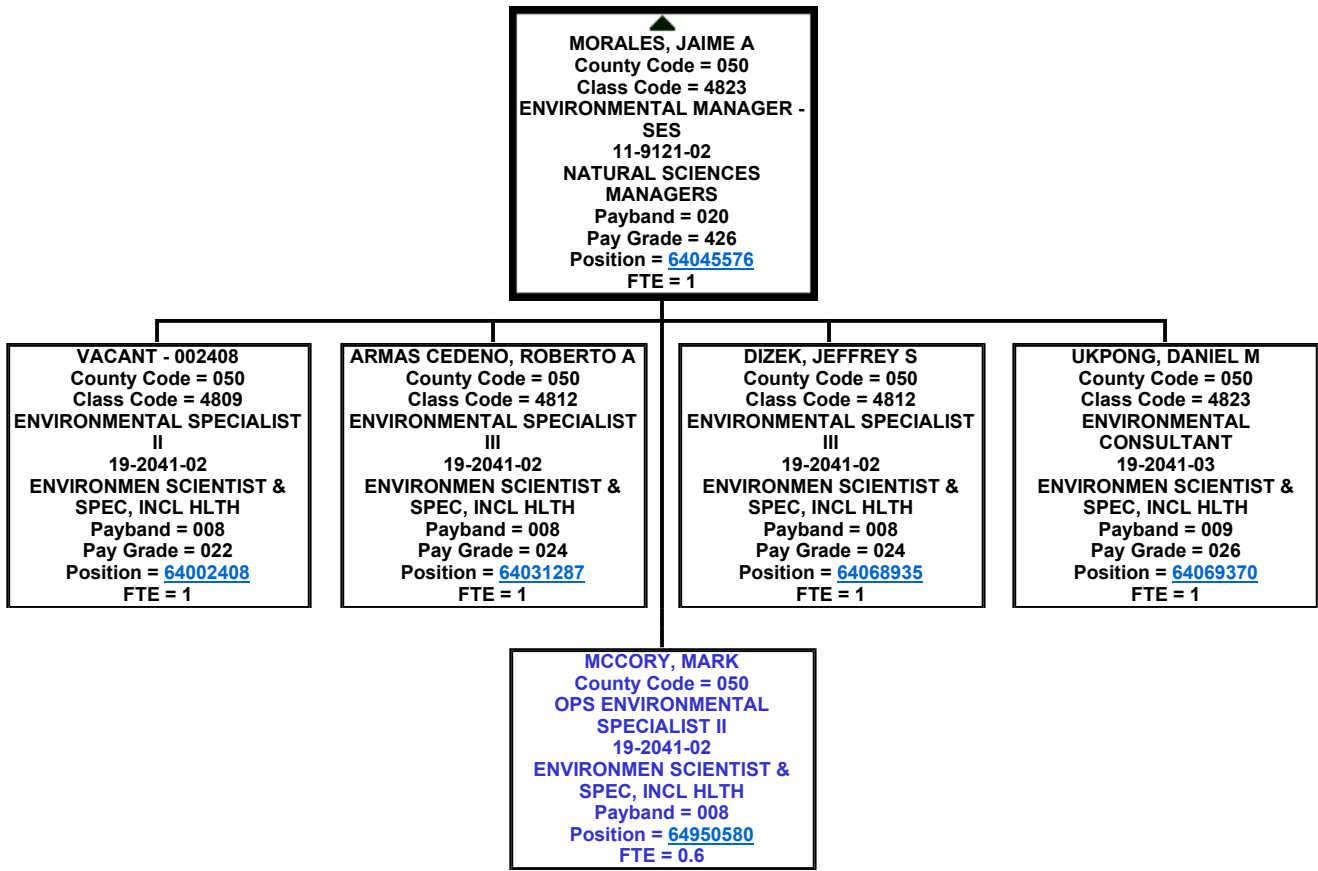 MORALES, JAIME A
County Code = 050
Class Code = 4823
ENVIRONMENTAL MANAGER -
SES
11-9121-02
NATURAL SCIENCES
MANAGERS
Payband = 020
Pay Grade = 426
Position = 64045576
FTE = 1
VACANT - 002408
County Code = 050
Class Code = 4809
ENVIRONMENTAL SPECIALIST
II
19-2041-02
ENVIRONMEN SCIENTIST &
SPEC, INCL HLTH
Payband = 008
Pay Grade = 022
Position = 64002408
FTE = 1
ARMAS CEDENO, ROBERTO A
County Code = 050
Class Code = 4812
ENVIRONMENTAL SPECIALIST
III
19-2041-02
ENVIRONMEN SCIENTIST &
SPEC, INCL HLTH
Payband = 008
Pay Grade = 024
Position = 64031287
FTE = 1
DIZEK, JEFFREY S
County Code = 050
Class Code = 4812
ENVIRONMENTAL SPECIALIST
III
19-2041-02
ENVIRONMEN SCIENTIST &
SPEC, INCL HLTH
Payband = 008
Pay Grade = 024
Position = 64068935
FTE = 1
UKPONG, DANIEL M
County Code = 050
Class Code = 4823
ENVIRONMENTAL
CONSULTANT
19-2041-03
ENVIRONMEN SCIENTIST &
SPEC, INCL HLTH
Payband = 009
Pay Grade = 026
Position = 64069370
FTE = 1
MCCORY, MARK
County Code = 050
OPS ENVIRONMENTAL
SPECIALIST II
19-2041-02
ENVIRONMEN SCIENTIST &
SPEC, INCL HLTH
Payband = 008
Position = 64950580
FTE = 0.6